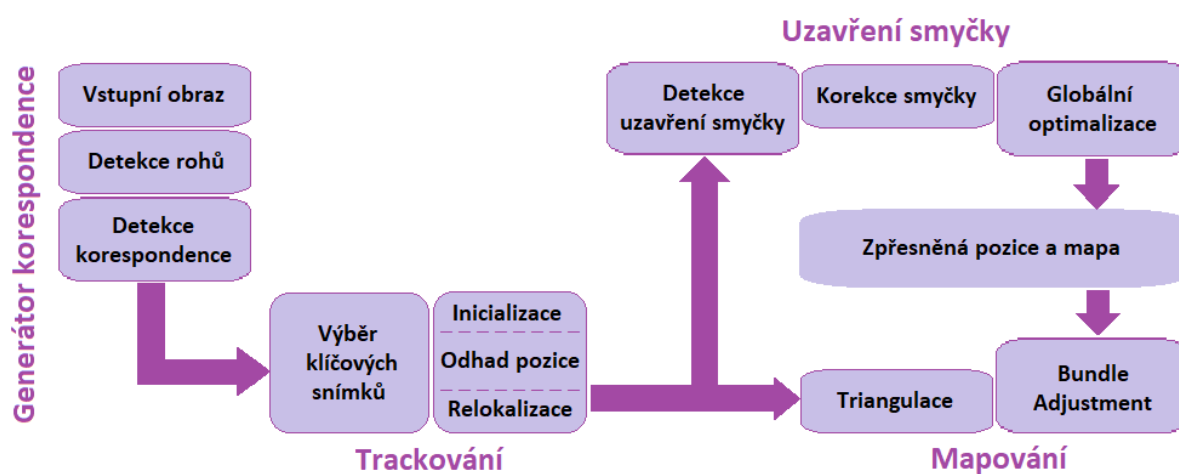 Generátor korespondence
Vstupní obraz
Detekce rohů
Detekce
korespondence
Výběr
klíčových
snímků
Inicializace
Odhad pozice
Relokalizace
Trackování
Uzavření smyčky
Detekce
uzavření smyčky
Korekce smyčky
Globální
optimalizace
Zpřesněná pozice a mapa
Triangulace
Bundle
Adjustment
Mapování